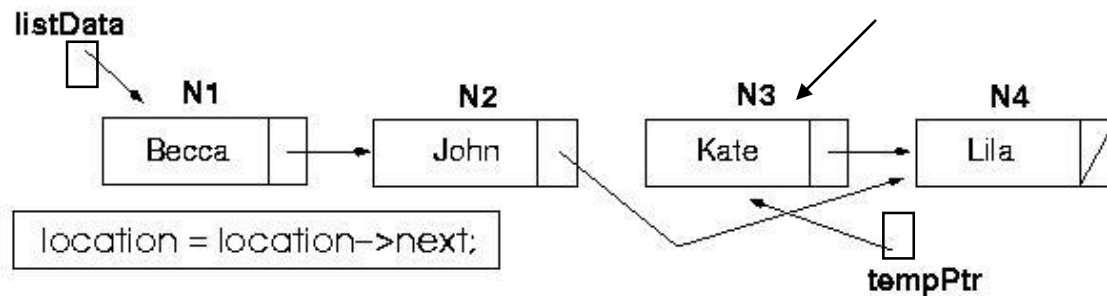 listData
N1 N2 N3 N4
Becca John Kate Lila
location = location->next;
tempPtr